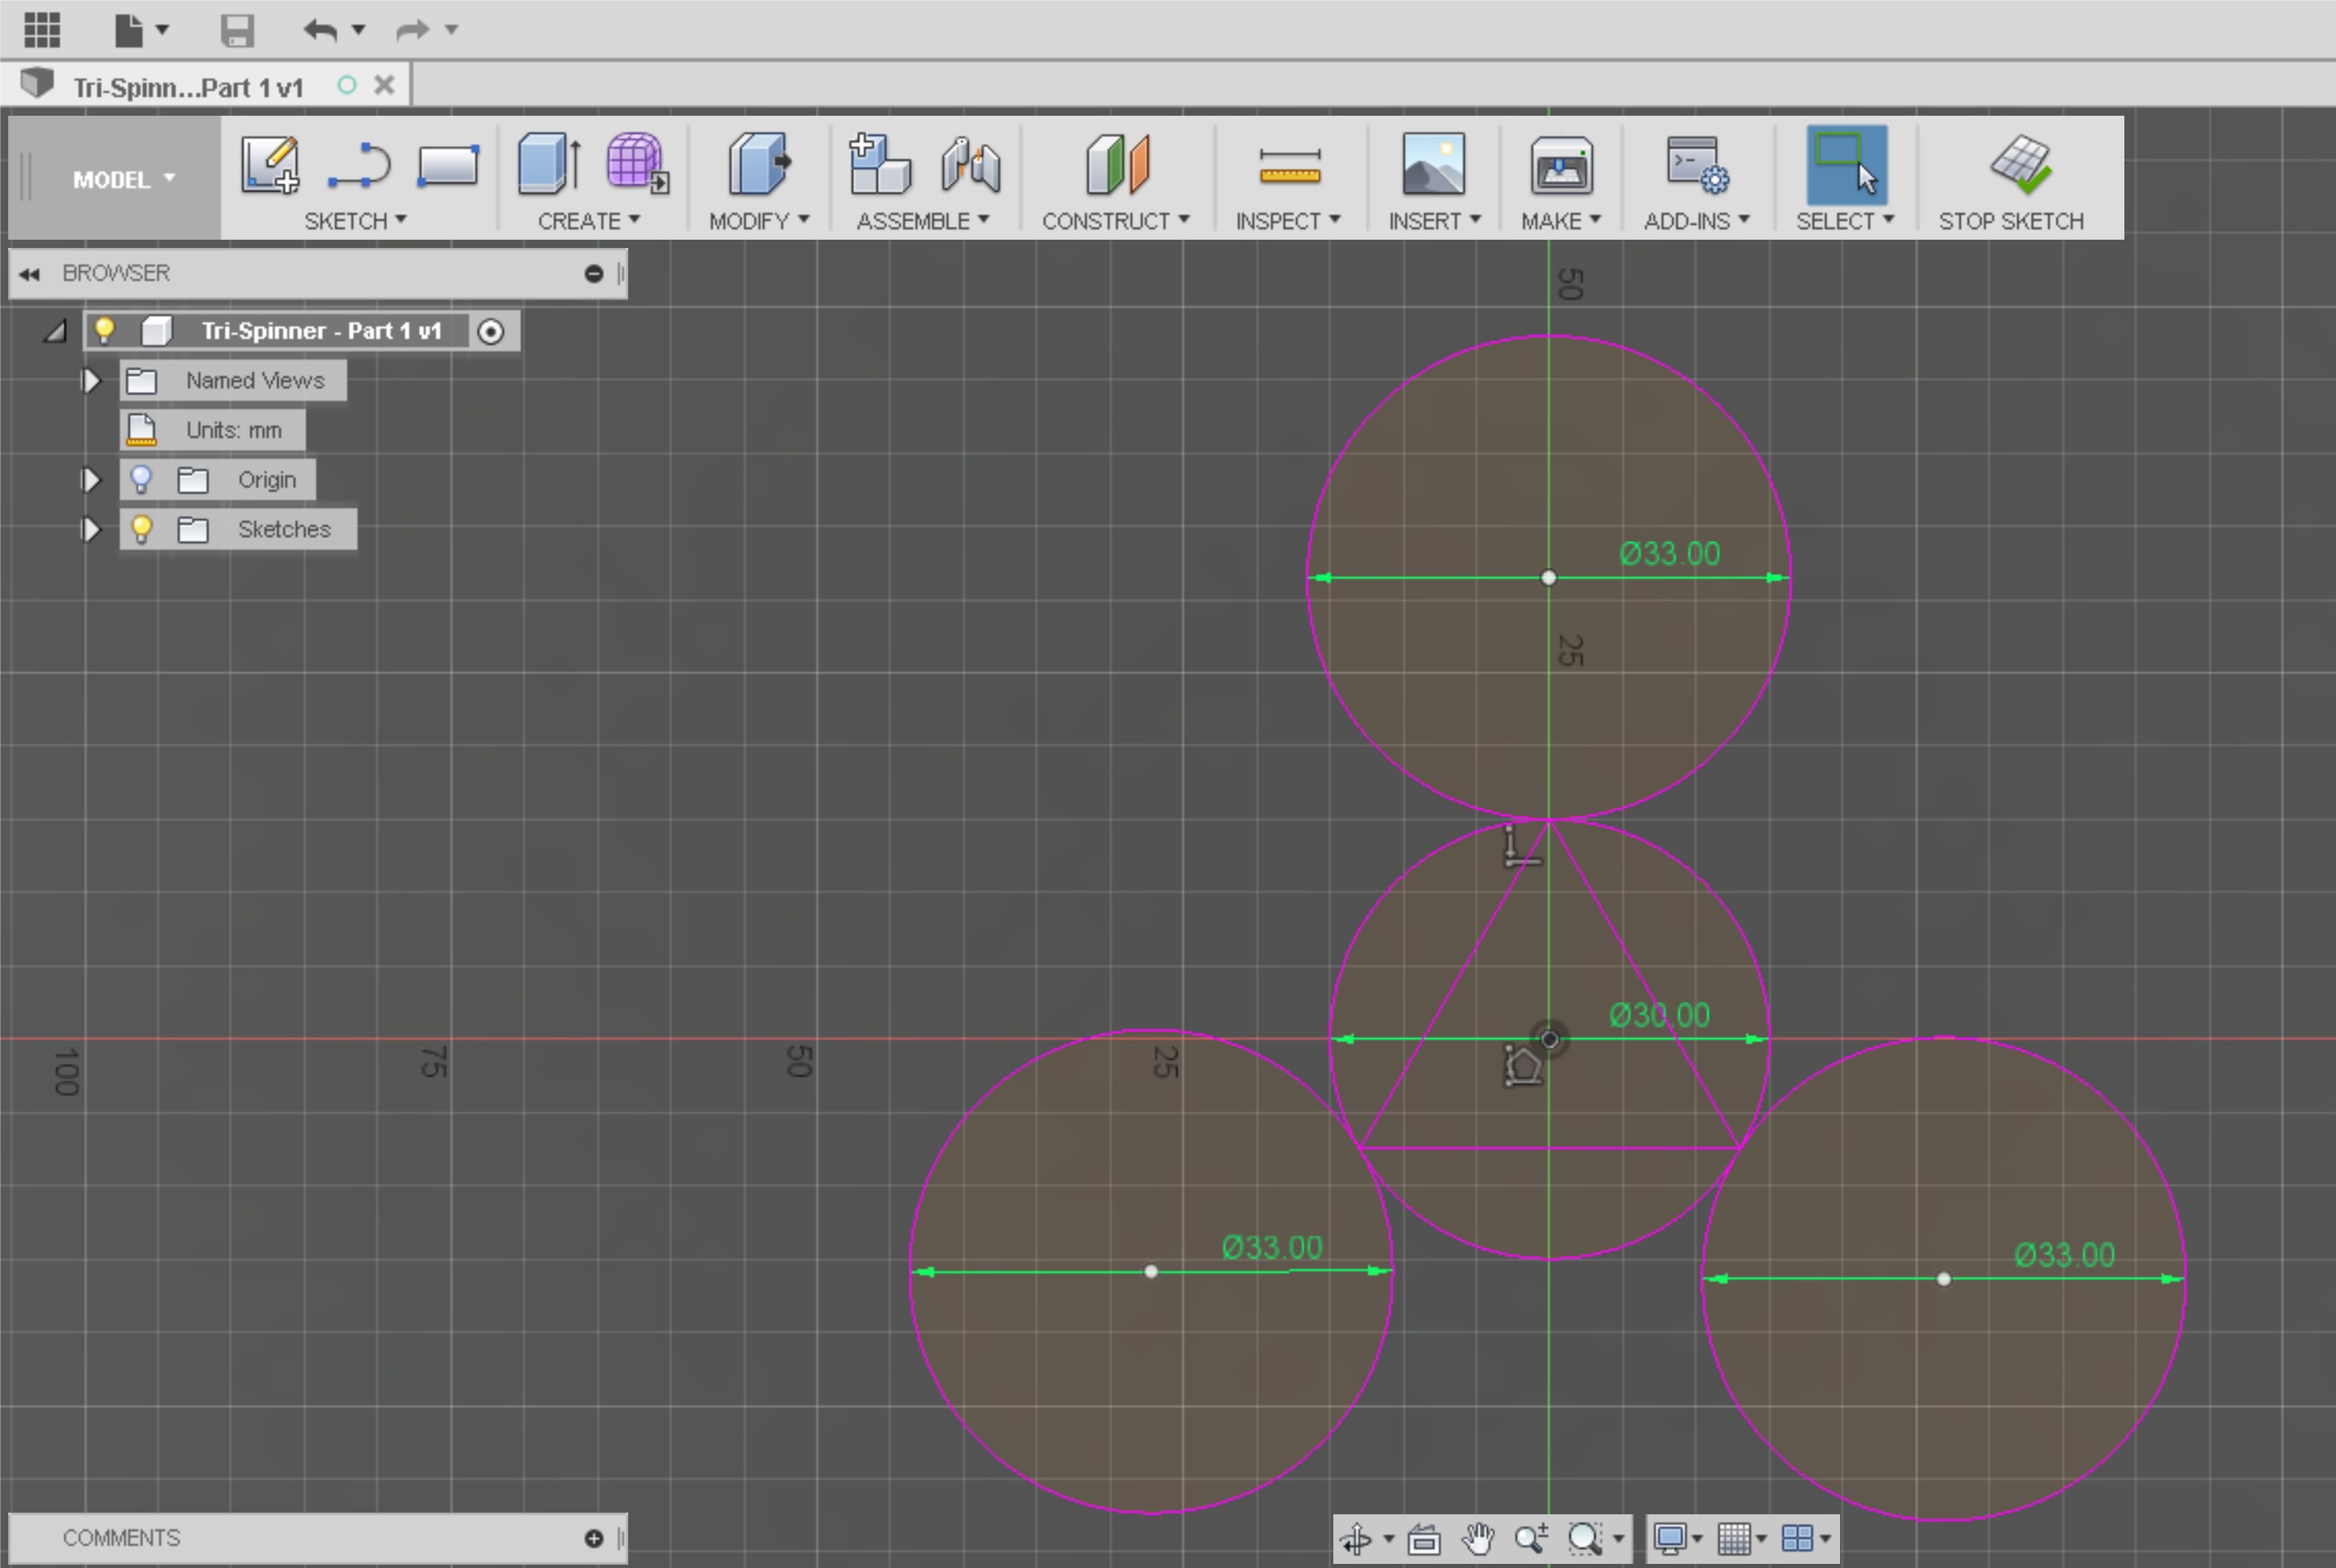 Tri-Spinn...Part 1 v1
MODEL
SKETCH
CREATE
MODIFY
ASSEMBLE
CONSTRUCT
INSPECT
INSERT
MAKE
ADD-INS
SELECT
STOP SKETCH
BROWSER
Tri-Spinner - Part 1 v1
Named Views
Units: mm
Origin
Sketches
50
Ø33.00
25
Ø30.00
100
75
50
25
Ø33.00
Ø33.00
COMMENTS